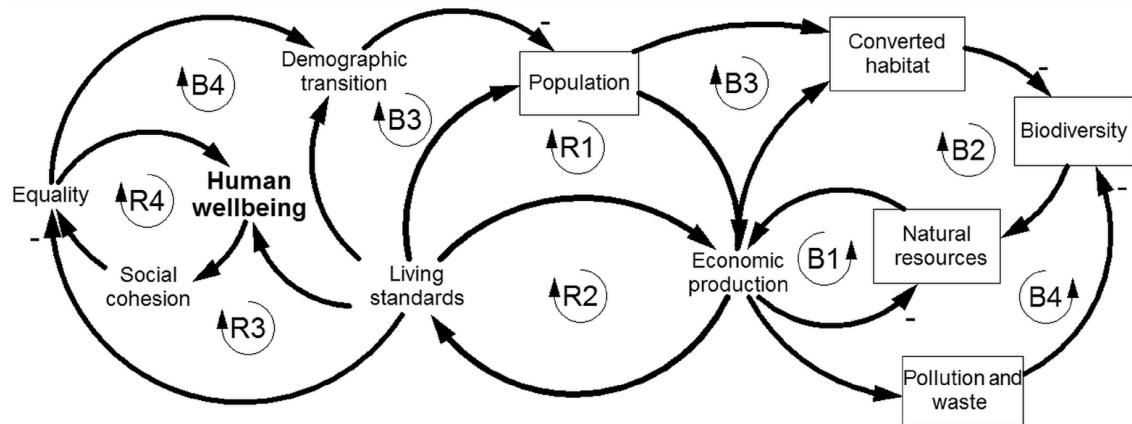 Demographic
transition
-
Population
Converted
habitat
-
B4
B3
B3
R1
B2
Biodiversity
-
Equality
-
R4
Human
wellbeing
Social
cohesion
R3
Living
standards
R2
Economic
production
B1
-
Natural
resources
B4
Pollution and
waste